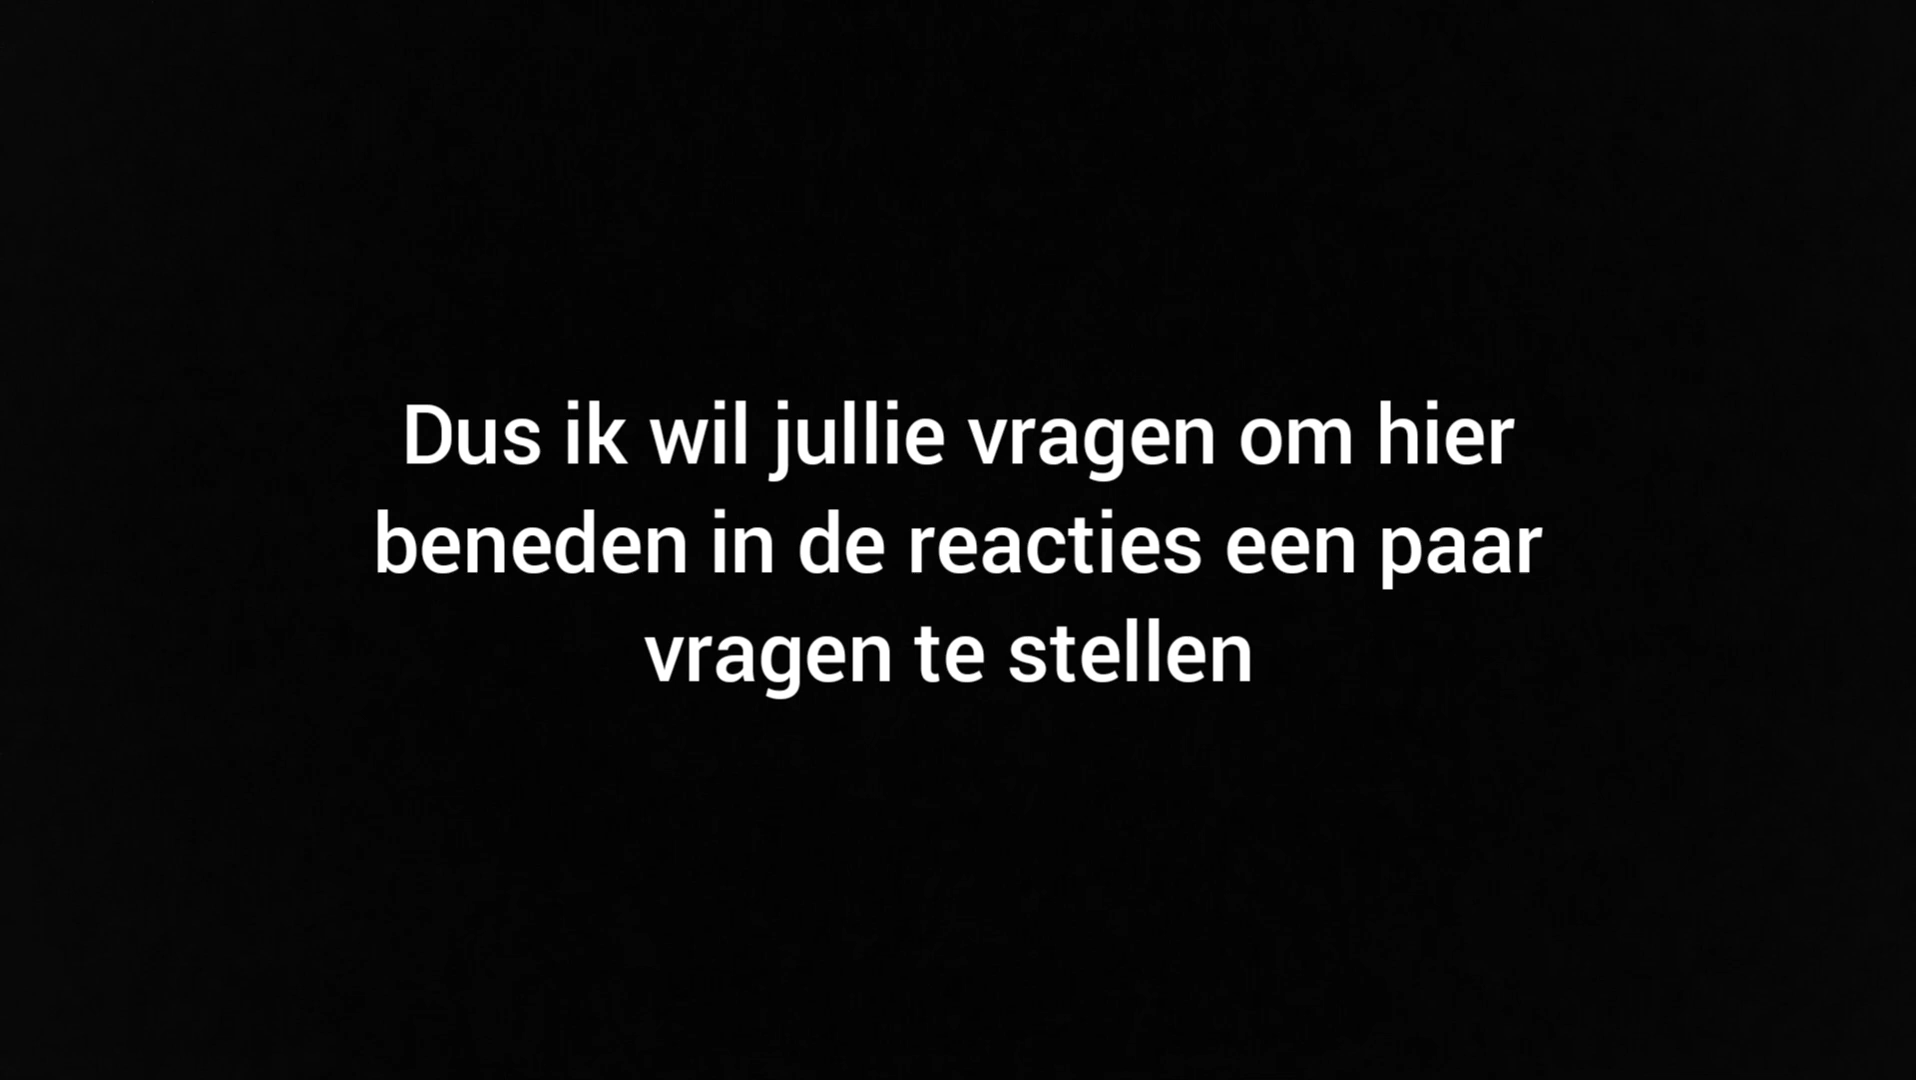 Dus ik wil jullie vragen om hier
beneden in de reacties een paar
vragen te stellen